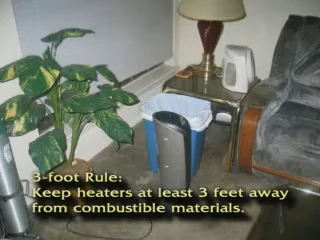 3-foot Rule:
Keep heaters at least 3 feet away
from combustible materials.